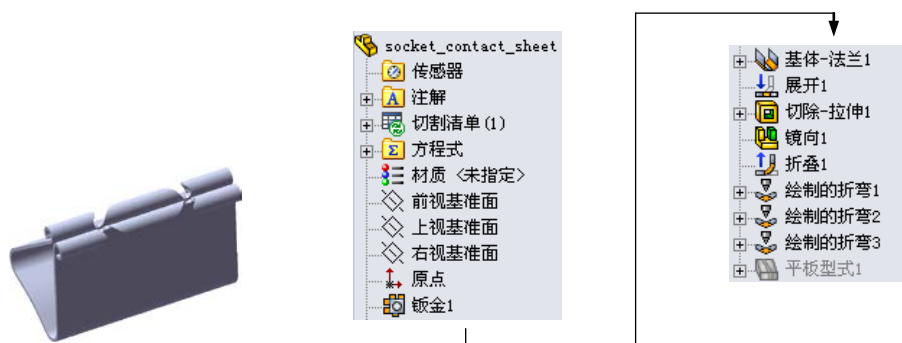 socket_contact_sheet
传感器
注解
切割清单(1)
方程式
材质 <未指定>
前视基准面
上视基准面
右视基准面
原点
钣金1
基体-法兰1
展开1
切除-拉伸1
镜向1
折叠1
绘制的折弯1
绘制的折弯2
绘制的折弯3
平板型式1